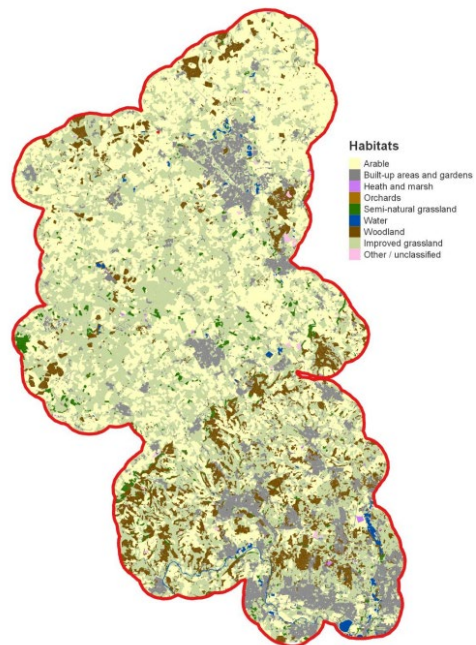 Habitats
Arable
Built-up areas and gardens
Heath and marsh
Orchards
Semi-natural grassland
Water
Woodland
Improved grassland
Other / unclassified